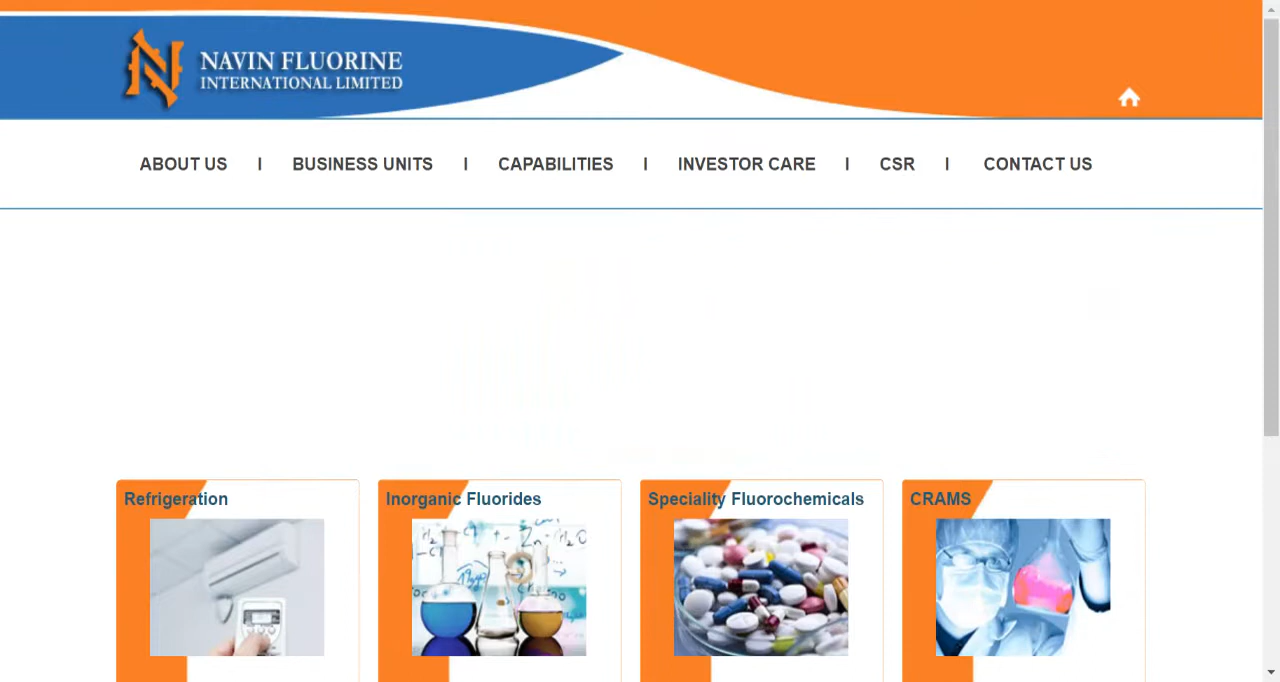 NAVIN FLUORINE
INTERNATIONAL LIMITED
ABOUT US I BUSINESS UNITS I CAPABILITIES I INVESTOR CARE I CSR I CONTACT US
Refrigeration
Inorganic Fluorides
Speciality Fluorochemicals
CRAMS